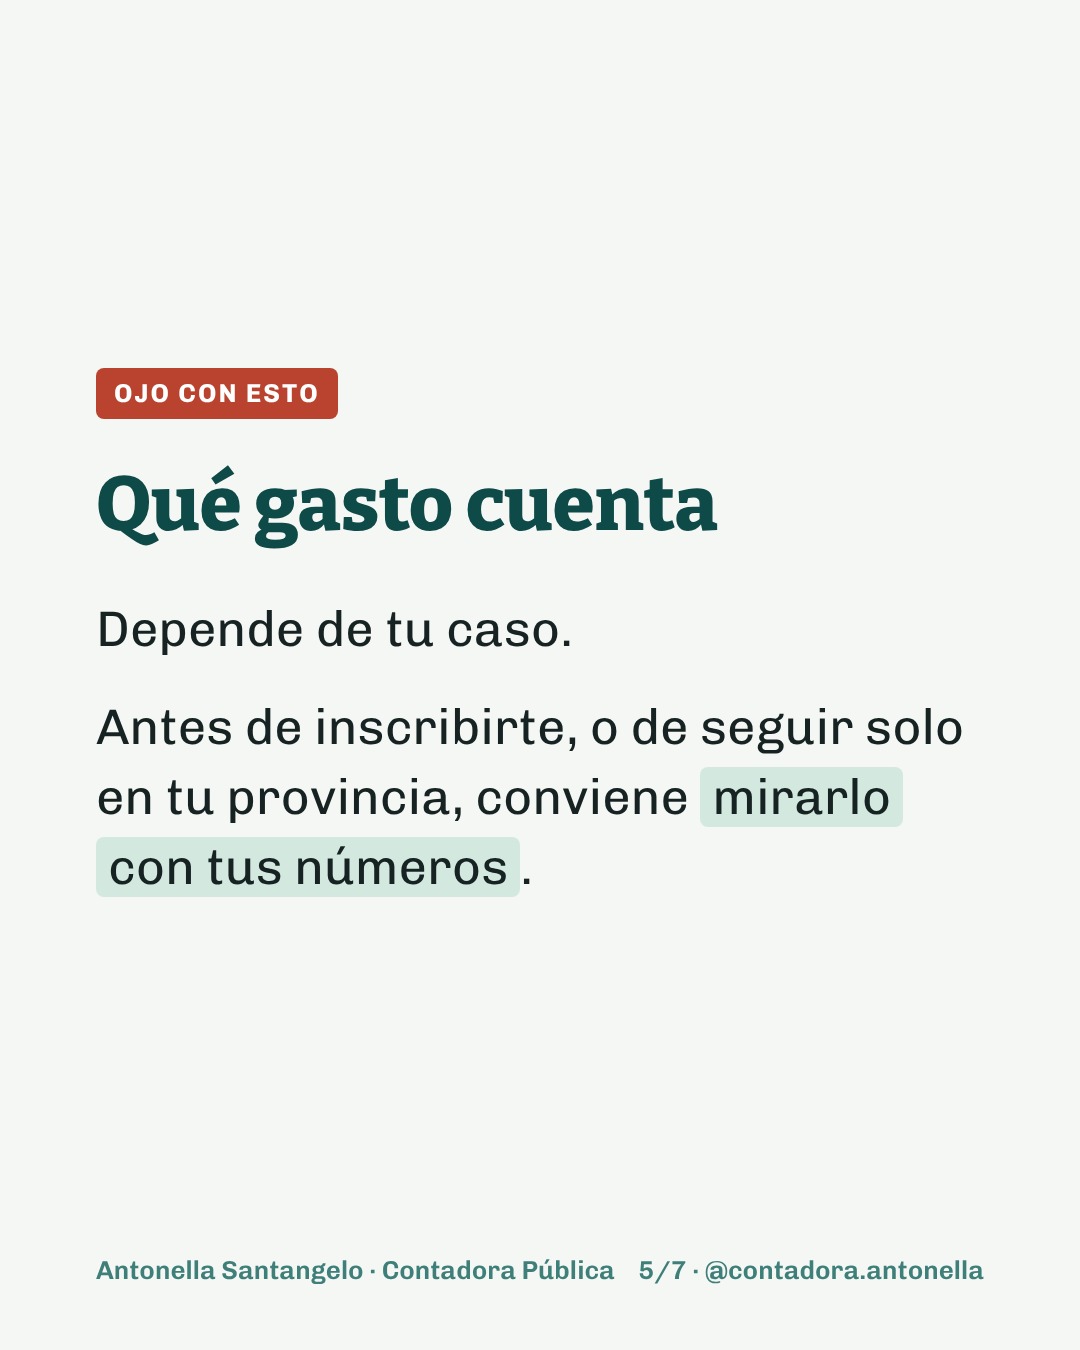 OJO CON ESTO
Qué gasto cuenta
Depende de tu caso.
Antes de inscribirte, o de seguir solo
en tu provincia, conviene mirarlo
con tus números.
Antonella Santangelo · Contadora Pública 5/7 · @contadora.antonella